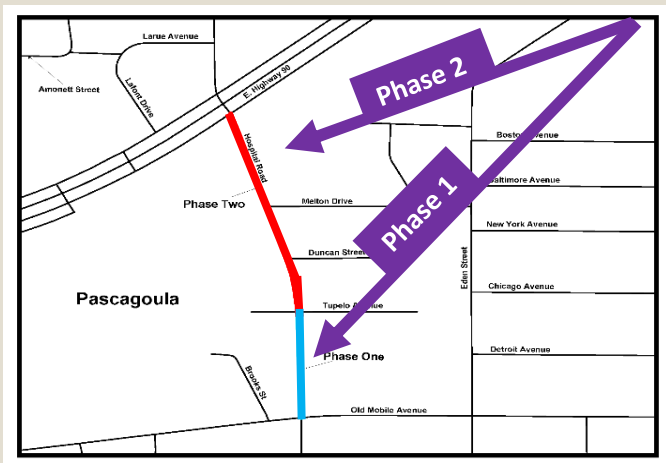 Larue Avenue
Amonett Street
Lafont Drive
E. Highway 90
Phase 2
Hospital Road
Boston Avenue
Phase Two
Melton Drive
Baltimore Avenue
Phase 1
New York Avenue
Duncan Street
Eden Street
Pascagoula
Chicago Avenue
Tupelo Avenue
Phase One
Detroit Avenue
Brooks St
Old Mobile Avenue